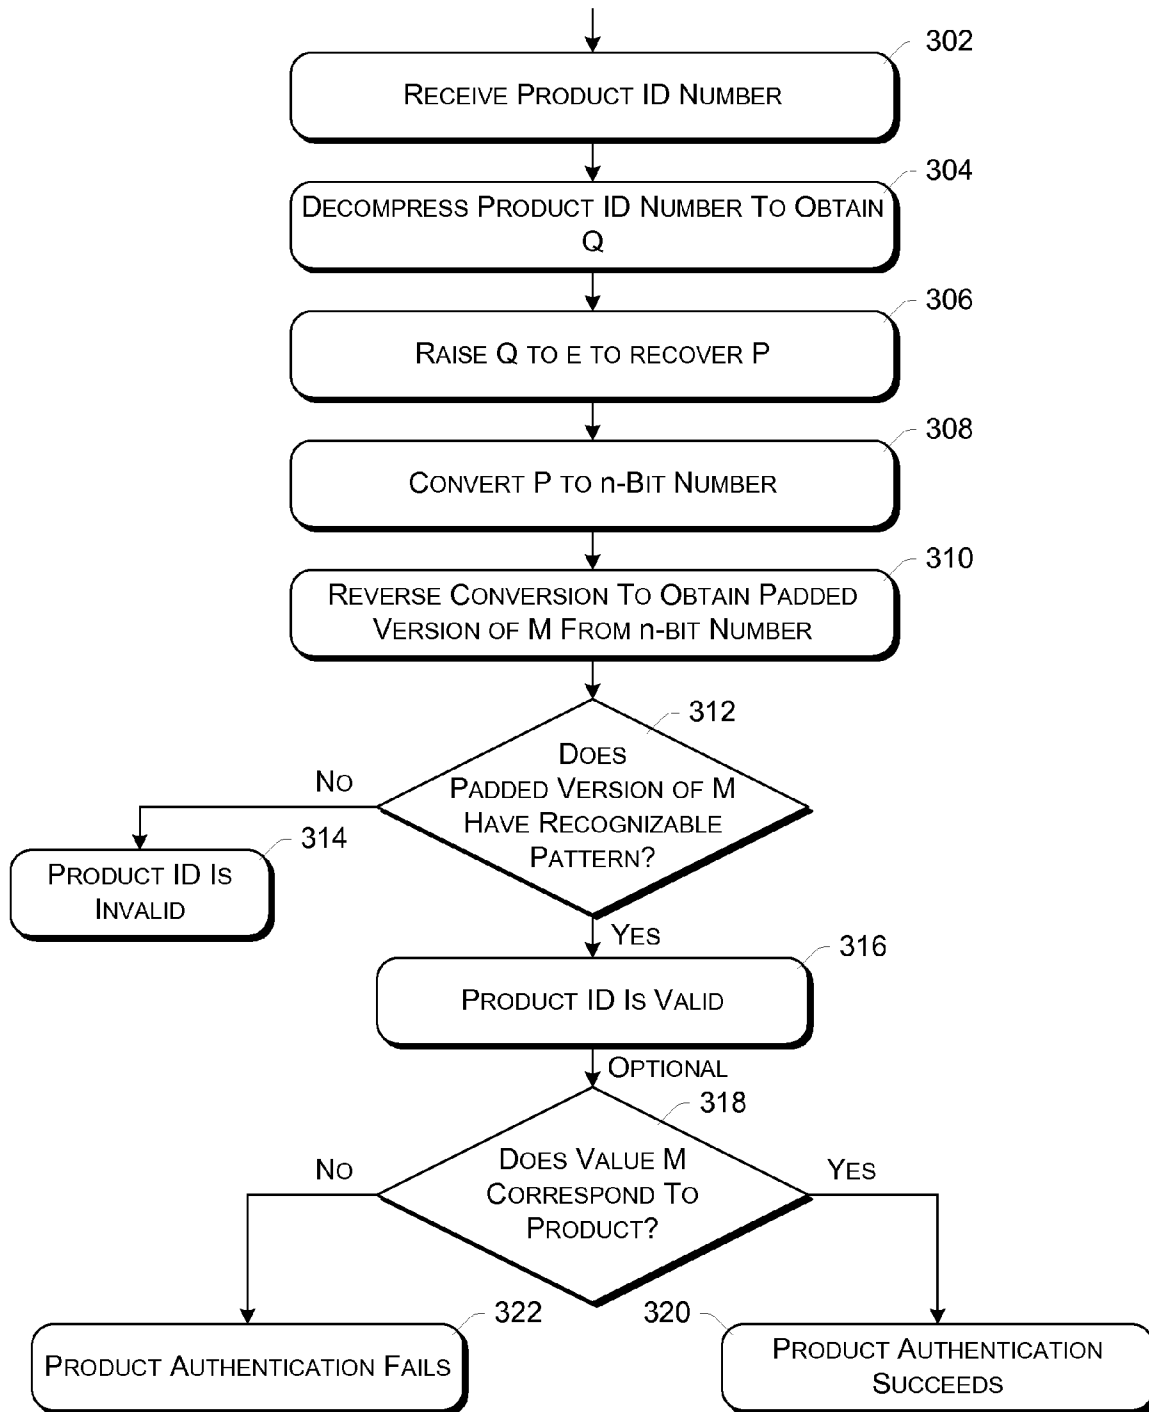 302
RECEIVE PRODUCT ID NUMBER
304
DECOMPRESS PRODUCT ID NUMBER TO OBTAIN
Q
306
RAISE Q TO E TO RECOVER P
308
CONVERT P TO n-BIT NUMBER
310
REVERSE CONVERSION TO OBTAIN PADDED
VERSION OF M FROM n-BIT NUMBER
312
DOES
PADDED VERSION OF M
HAVE RECOGNIZABLE
PATTERN?
NO
314
PRODUCT ID IS
INVALID
YES
316
PRODUCT ID IS VALID
OPTIONAL
318
DOES VALUE M
CORRESPOND TO
PRODUCT?
NO
YES
322
PRODUCT AUTHENTICATION FAILS
320
PRODUCT AUTHENTICATION
SUCCEEDS